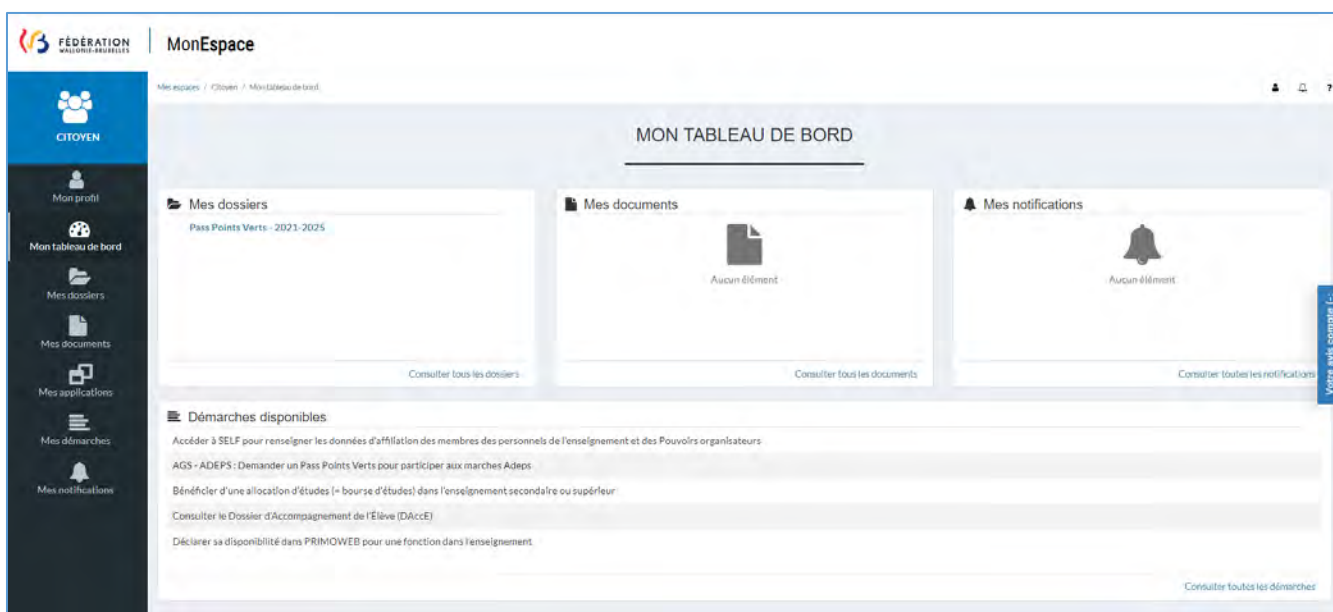 FÉDÉRATION
WALLONIE-BRUXELLES
MonEspace
CITOYEN
Mes espaces / Citoyen / Mon tableau de bord
?
MON TABLEAU DE BORD
Mon profil
Mon tableau de bord
Mes dossiers
Mes documents
Mes applications
Mes démarches
Mes notifications
Mes dossiers
Pass Points Verts - 2021-2025
Consulter tous les dossiers
Mes documents
Aucun élément
Consulter tous les documents
Mes notifications
Aucun élément
Consulter toutes les notifications
Votre avis compte (-:
Démarches disponibles
Accéder à SELF pour renseigner les données d'affiliation des membres des personnels de l'enseignement et des Pouvoirs organisateurs
AGS - ADEPS : Demander un Pass Points Verts pour participer aux marches Adeps
Bénéficier d'une allocation d'études (= bourse d'études) dans l'enseignement secondaire ou supérieur
Consulter le Dossier d'Accompagnement de l'Élève (DAccE)
Déclarer sa disponibilité dans PRIMOWEB pour une fonction dans l'enseignement
Consulter toutes les démarches